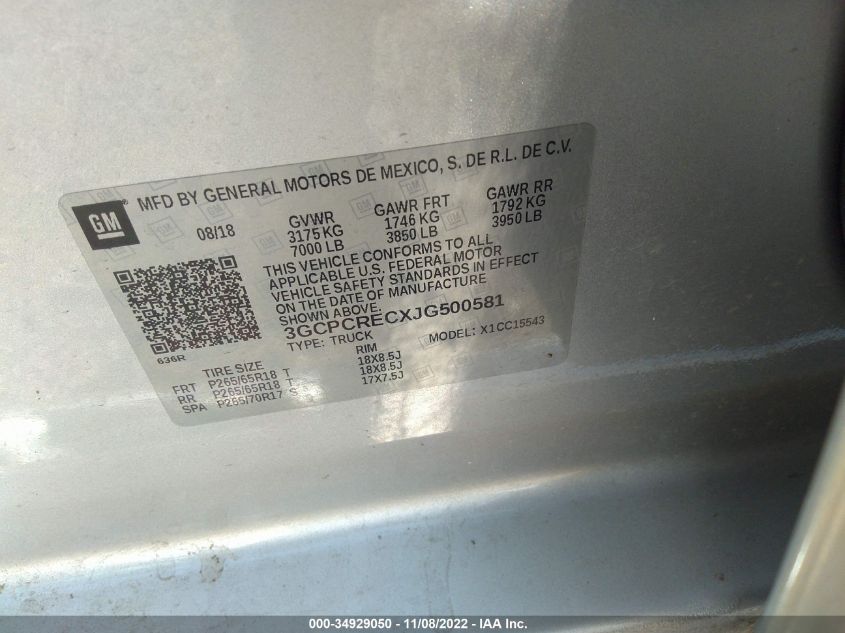 MFD BY GENERAL MOTORS DE MEXICO, S. DE R.L. DE C.V.
GM
08/18 GVWR GAWR FRT GAWR RR
3175 KG 1746 KG 1792 KG
7000 LB 3850 LB 3950 LB
THIS VEHICLE CONFORMS TO ALL
APPLICABLE U.S. FEDERAL MOTOR
VEHICLE SAFETY STANDARDS IN EFFECT
ON THE DATE OF MANUFACTURE
SHOWN ABOVE.
3GCPCRECXJG500581
TYPE: TRUCK MODEL: X1CC15543
636R
TIRE SIZE RIM
FRT P265/65R18 T 18X8.5J
RR P265/65R18 T 18X8.5J
SPA P265/70R17 S 17X7.5J
000-34929050 - 11/08/2022 - IAA Inc.